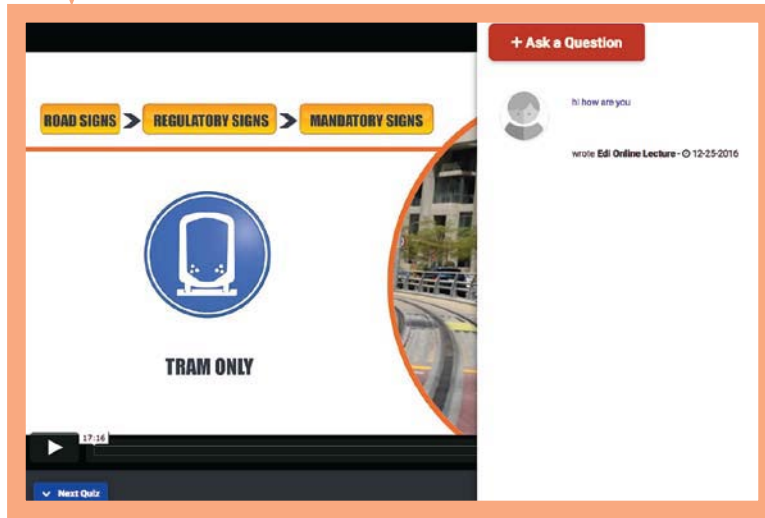 + Ask a Question
hi how are you
wrote Edi Online Lecture - 12-25-2016
ROAD SIGNS REGULATORY SIGNS MANDATORY SIGNS
TRAM ONLY
17:16
Next Quiz